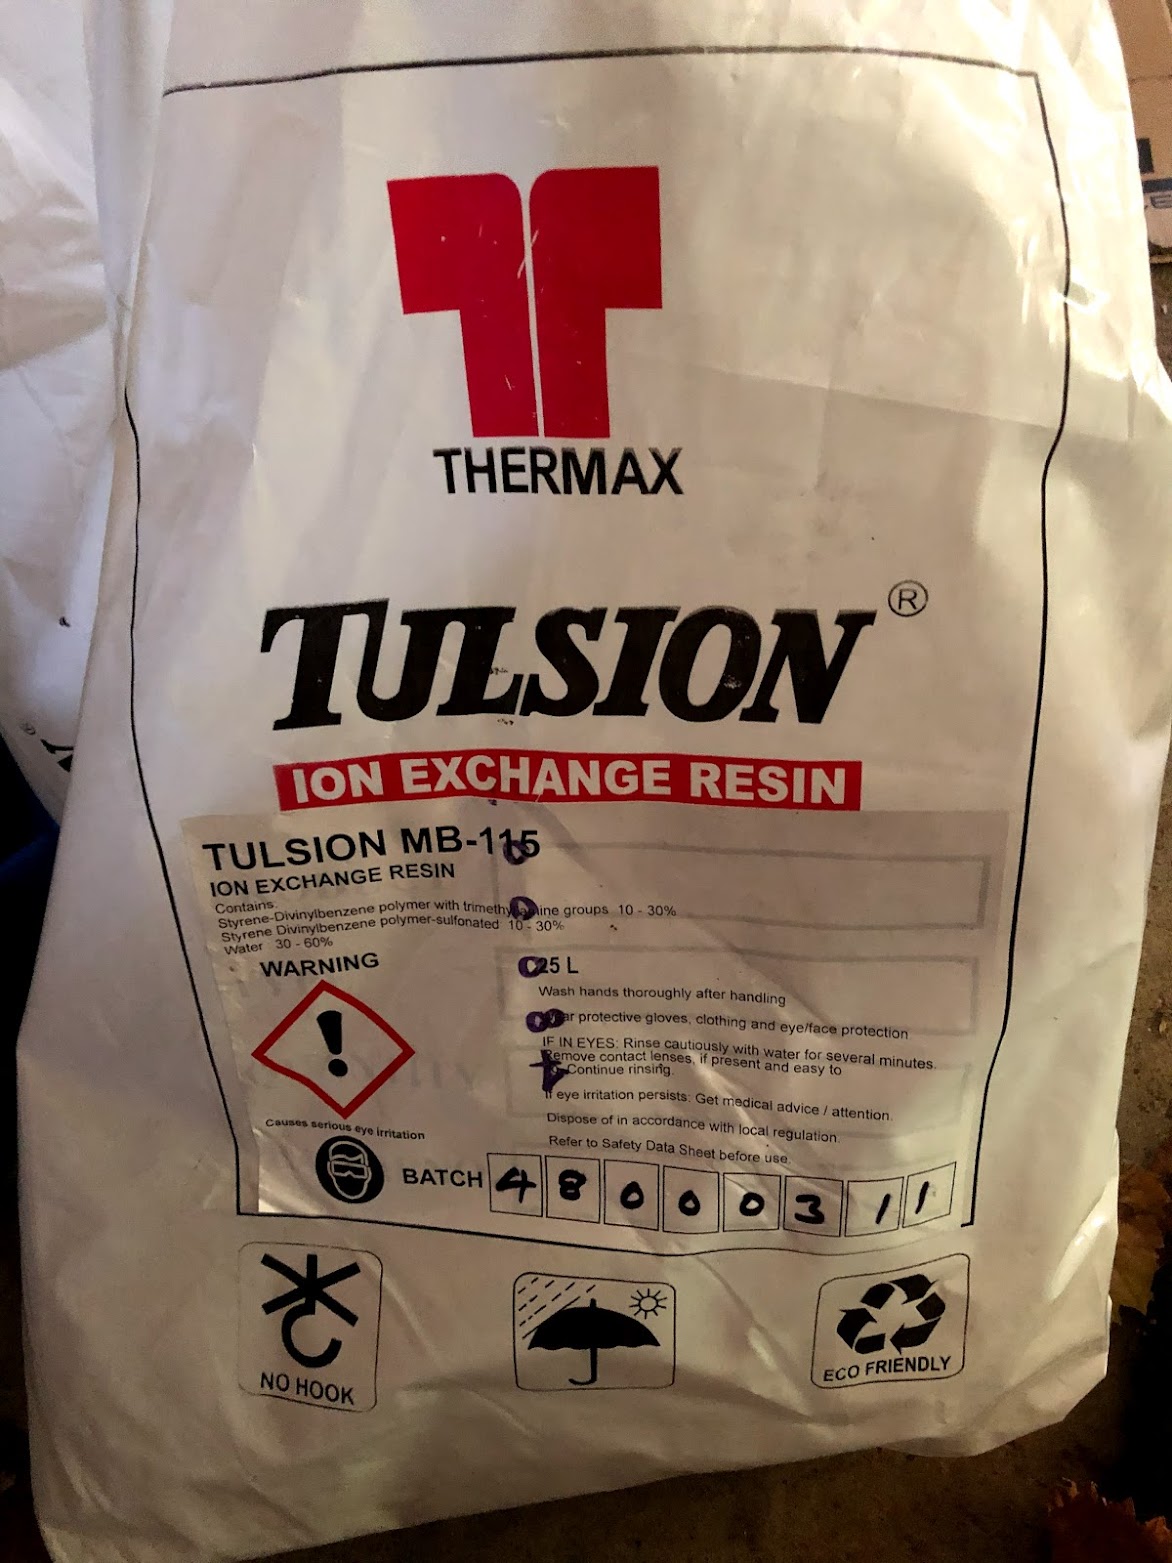 THERMAX
TULSION ®
ION EXCHANGE RESIN
TULSION MB-115
ION EXCHANGE RESIN
Contains:
Styrene-Divinylbenzene polymer with trimethylamine groups 10 - 30%
Styrene Divinylbenzene polymer-sulfonated 10 - 30%
Water 30 - 60%
WARNING
Causes serious eye irritation
25 L
Wash hands thoroughly after handling
Wear protective gloves, clothing and eye/face protection
IF IN EYES: Rinse cautiously with water for several minutes.
Remove contact lenses, if present and easy to
Continue rinsing.
If eye irritation persists: Get medical advice / attention.
Dispose of in accordance with local regulation.
Refer to Safety Data Sheet before use.
BATCH 4 8 0 0 0 3 1 1
NO HOOK
ECO FRIENDLY